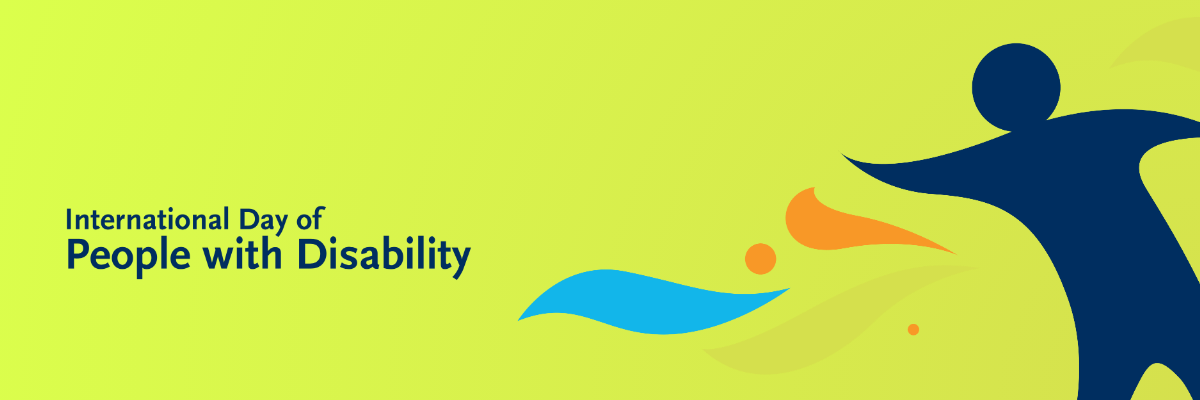 International Day of
People with Disability